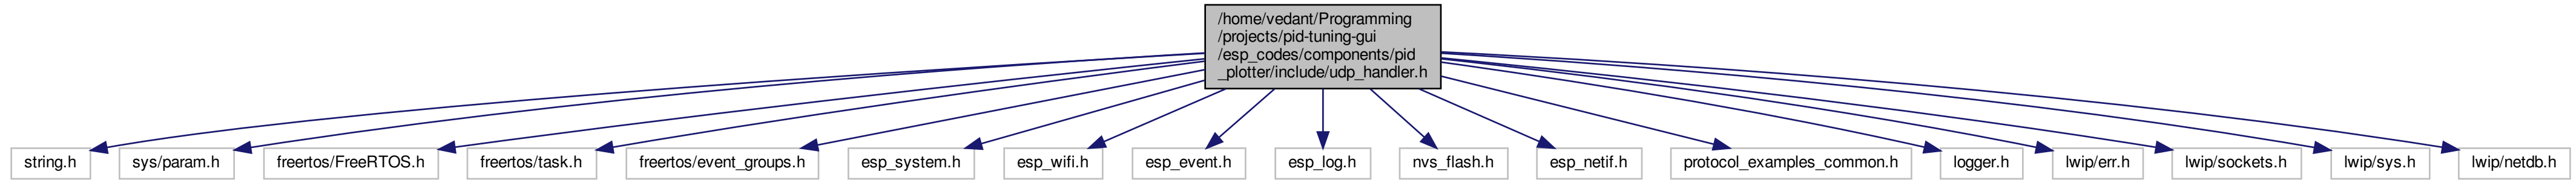 /home/vedant/Programming
/projects/pid-tuning-gui
/esp_codes/components/pid
_plotter/include/udp_handler.h
string.h
sys/param.h
freertos/FreeRTOS.h
freertos/task.h
freertos/event_groups.h
esp_system.h
esp_wifi.h
esp_event.h
esp_log.h
nvs_flash.h
esp_netif.h
protocol_examples_common.h
logger.h
lwip/err.h
lwip/sockets.h
lwip/sys.h
lwip/netdb.h